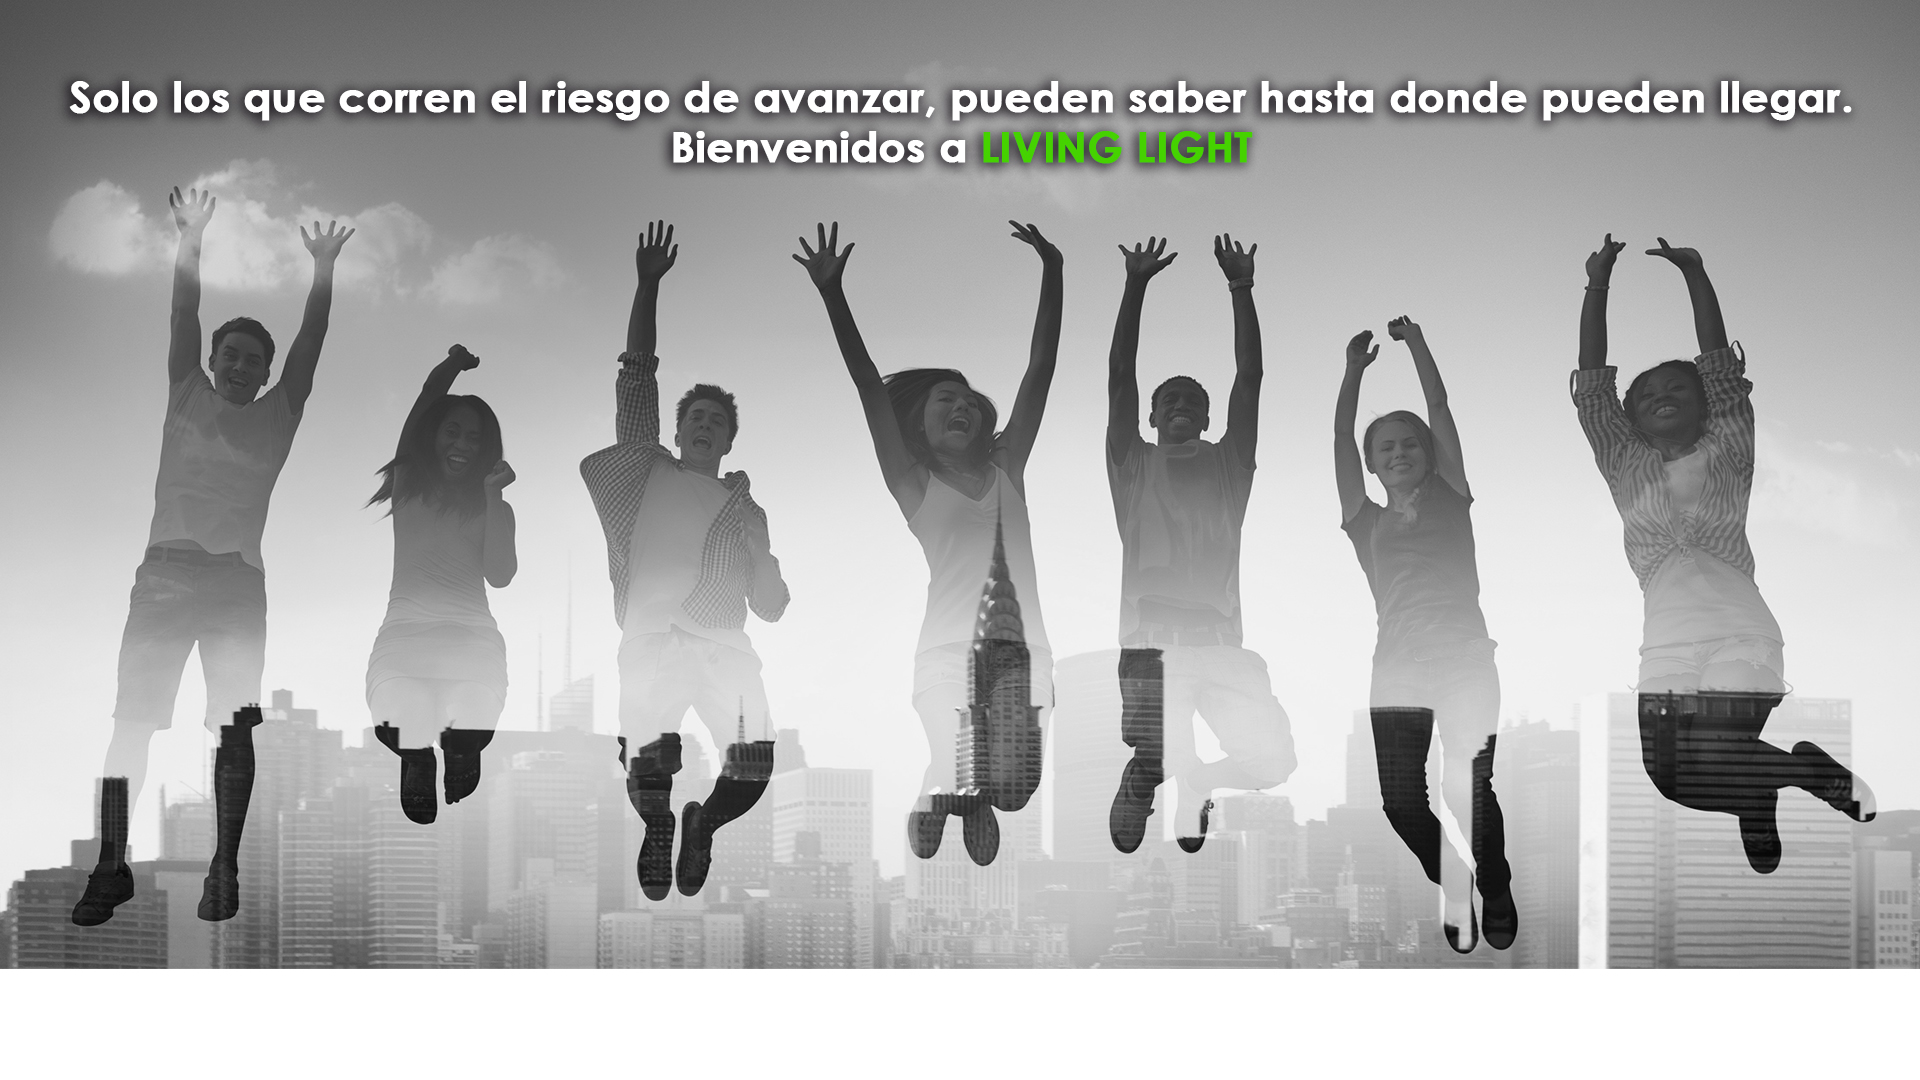 Solo los que corren el riesgo de avanzar, pueden saber hasta donde pueden llegar.
Bienvenidos a LIVING LIGHT